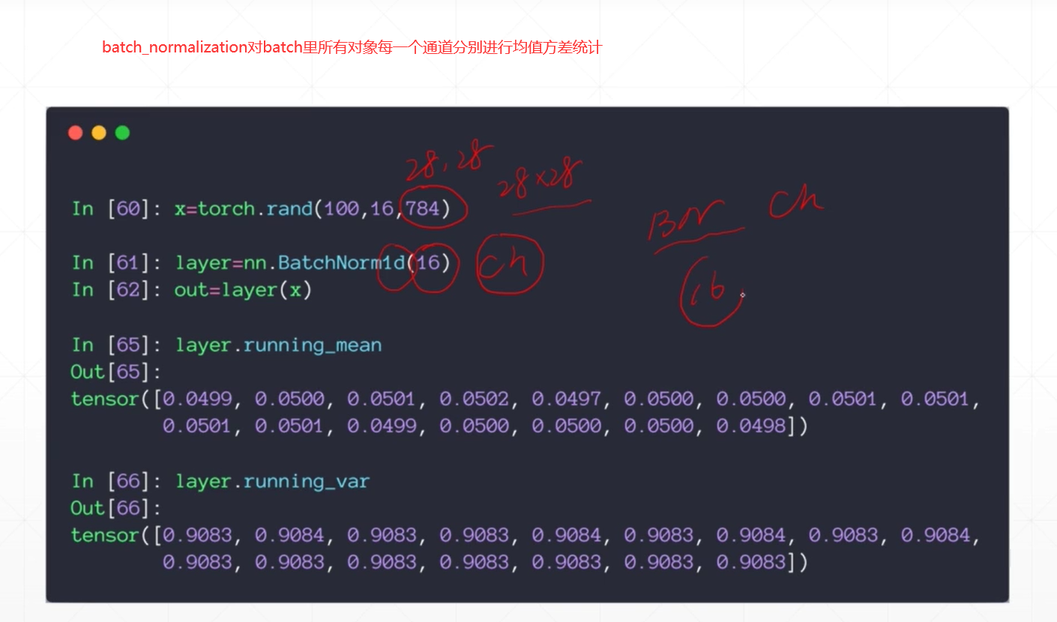 batch_normalization对batch里所有对象每一个通道分别进行均值方差统计
28,28
28×28
BN
Ch
In [60]: x=torch.rand(100,16,784)
In [61]: layer=nn.BatchNorm1d(16)
Ch
16
In [62]: out=layer(x)
In [65]: layer.running_mean
Out[65]:
tensor([0.0499, 0.0500, 0.0501, 0.0502, 0.0497, 0.0500, 0.0500, 0.0501, 0.0501,
0.0501, 0.0501, 0.0499, 0.0500, 0.0500, 0.0500, 0.0498])
In [66]: layer.running_var
Out[66]:
tensor([0.9083, 0.9084, 0.9083, 0.9083, 0.9084, 0.9083, 0.9084, 0.9083, 0.9084,
0.9083, 0.9083, 0.9083, 0.9083, 0.9083, 0.9083, 0.9083])